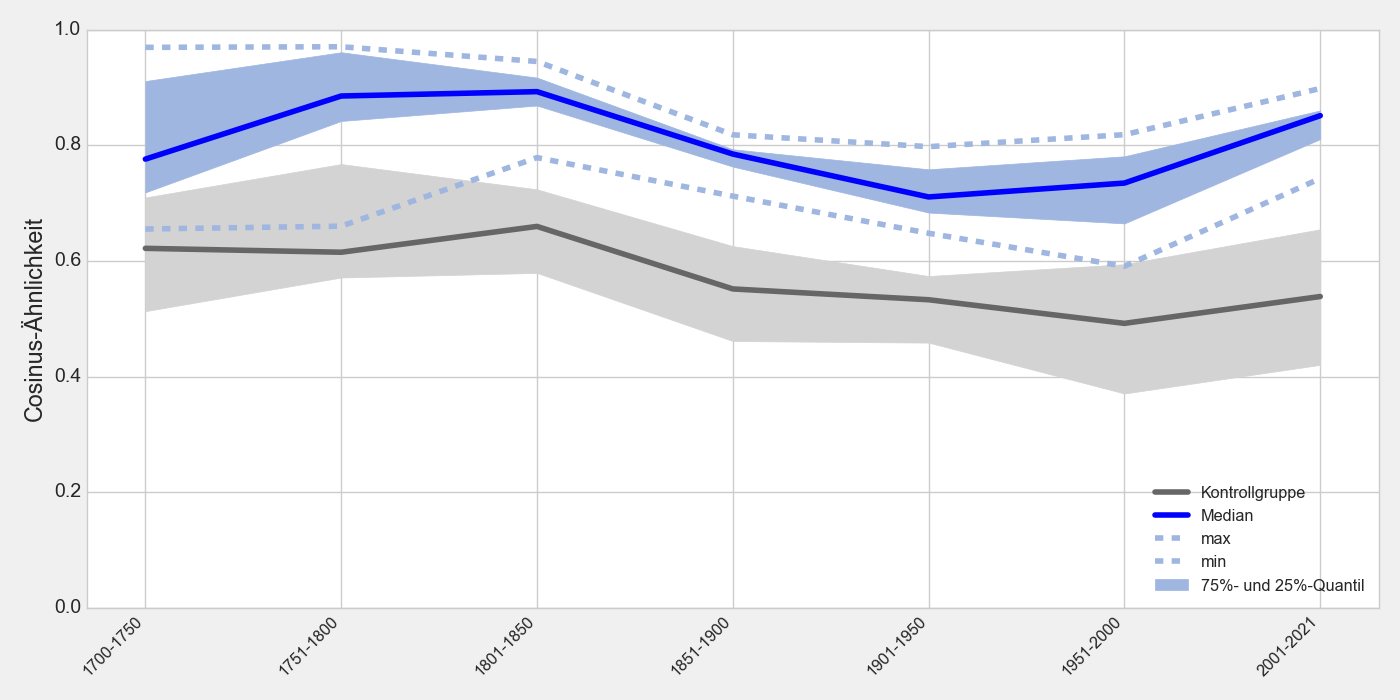 Cosinus-Ähnlichkeit
1.0
0.8
0.6
0.4
0.2
0.0
1700-1750
1751-1800
1801-1850
1851-1900
1901-1950
1951-2000
2001-2021
Kontrollgruppe
Median
max
min
75%- und 25%-Quantil